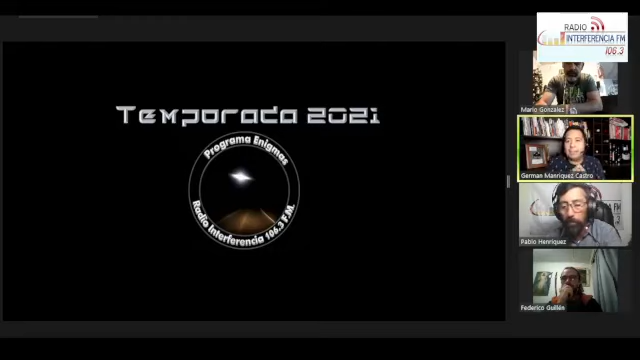 RADIO
INTERFERENCIA FM
106.3
Temporada 2021
Programa Enigmas
Radio Interferencia 106.3 F.M.
Mario González
German Manriquez Castro
Pablo Henriquez
Federico Guillén